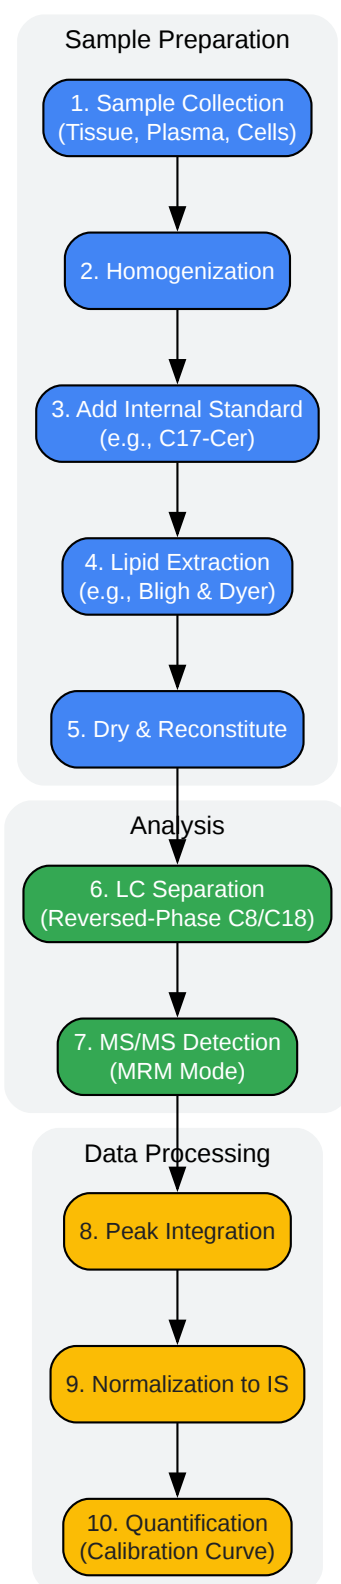 Sample Preparation
1. Sample Collection
(Tissue, Plasma, Cells)
2. Homogenization
3. Add Internal Standard
(e.g., C17-Cer)
4. Lipid Extraction
(e.g., Bligh & Dyer)
5. Dry & Reconstitute
Analysis
6. LC Separation
(Reversed-Phase C8/C18)
7. MS/MS Detection
(MRM Mode)
Data Processing
8. Peak Integration
9. Normalization to IS
10. Quantification
(Calibration Curve)